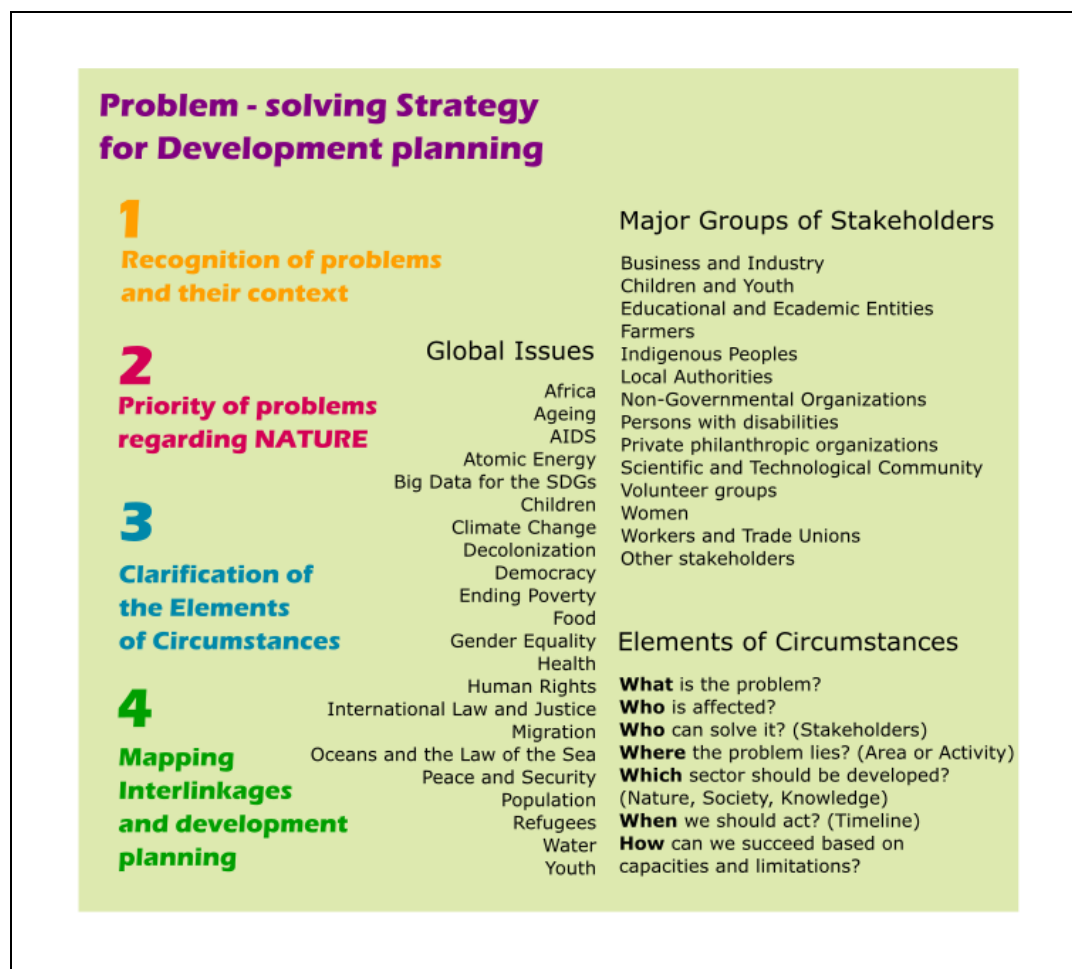 Problem - solving Strategy
for Development planning
1
Recognition of problems
and their context
2
Priority of problems
regarding NATURE
3
Clarification of
the Elements
of Circumstances
4
Mapping
Interlinkages
and development
planning
Global Issues
Africa
Ageing
AIDS
Atomic Energy
Big Data for the SDGs
Children
Climate Change
Decolonization
Democracy
Ending Poverty
Food
Gender Equality
Health
Human Rights
International Law and Justice
Migration
Oceans and the Law of the Sea
Peace and Security
Population
Refugees
Water
Youth
Major Groups of Stakeholders
Business and Industry
Children and Youth
Educational and Ecademic Entities
Farmers
Indigenous Peoples
Local Authorities
Non-Governmental Organizations
Persons with disabilities
Private philanthropic organizations
Scientific and Technological Community
Volunteer groups
Women
Workers and Trade Unions
Other stakeholders
Elements of Circumstances
What is the problem?
Who is affected?
Who can solve it? (Stakeholders)
Where the problem lies? (Area or Activity)
Which sector should be developed?
(Nature, Society, Knowledge)
When we should act? (Timeline)
How can we succeed based on
capacities and limitations?